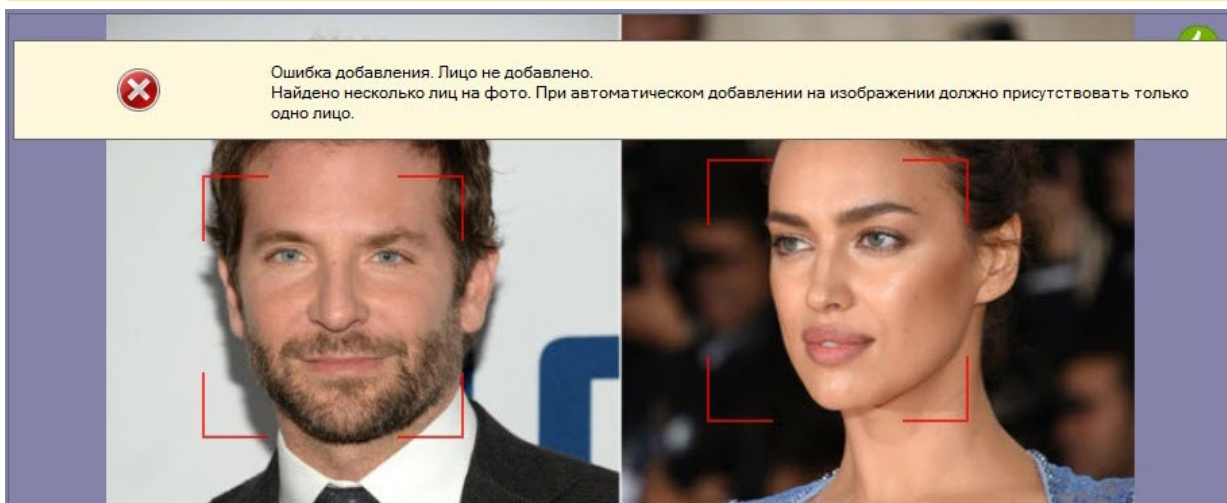 Ошибка добавления. Лицо не добавлено.
Найдено несколько лиц на фото. При автоматическом добавлении на изображении должно присутствовать только
одно лицо.